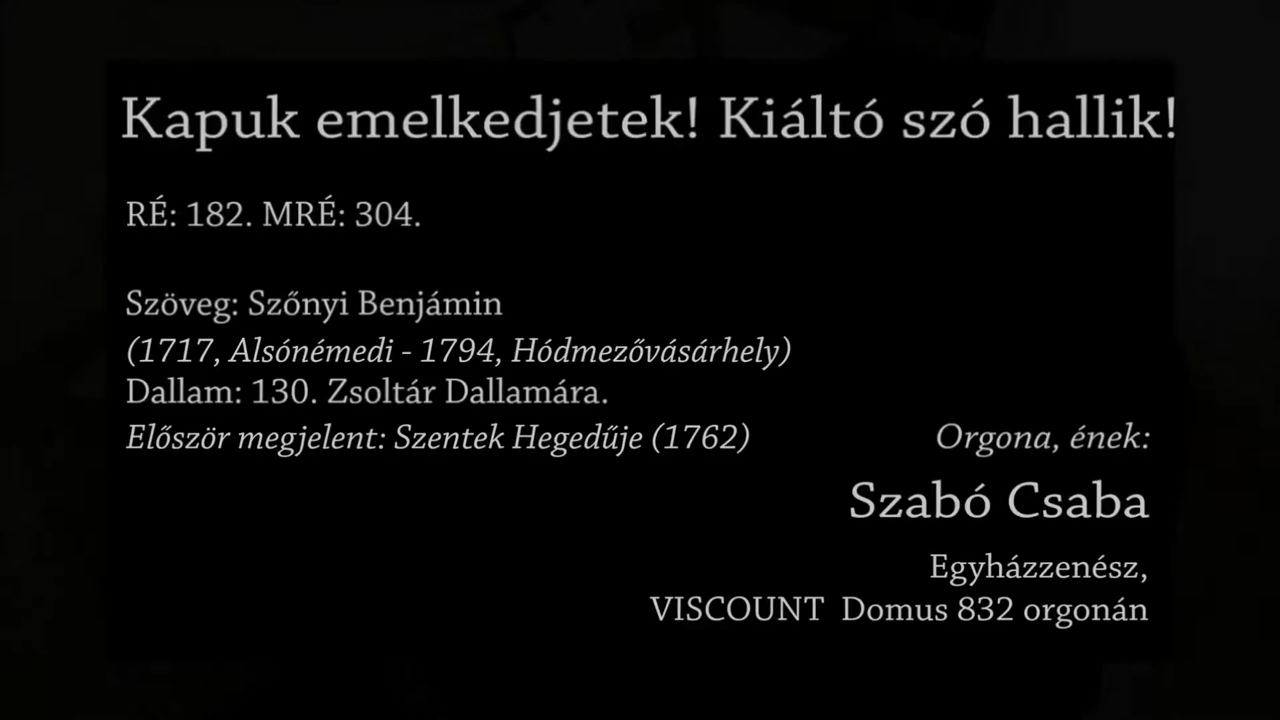 Kapuk emelkedjetek! Kiáltó szó hallik!
RÉ: 182. MRÉ: 304.
Szöveg: Szőnyi Benjámin
(1717, Alsónémedi - 1794, Hódmezővásárhely)
Dallam: 130. Zsoltár Dallamára.
Először megjelent: Szentek Hegedűje (1762)
Orgona, ének:
Szabó Csaba
Egyházzenész,
VISCOUNT Domus 832 orgonán